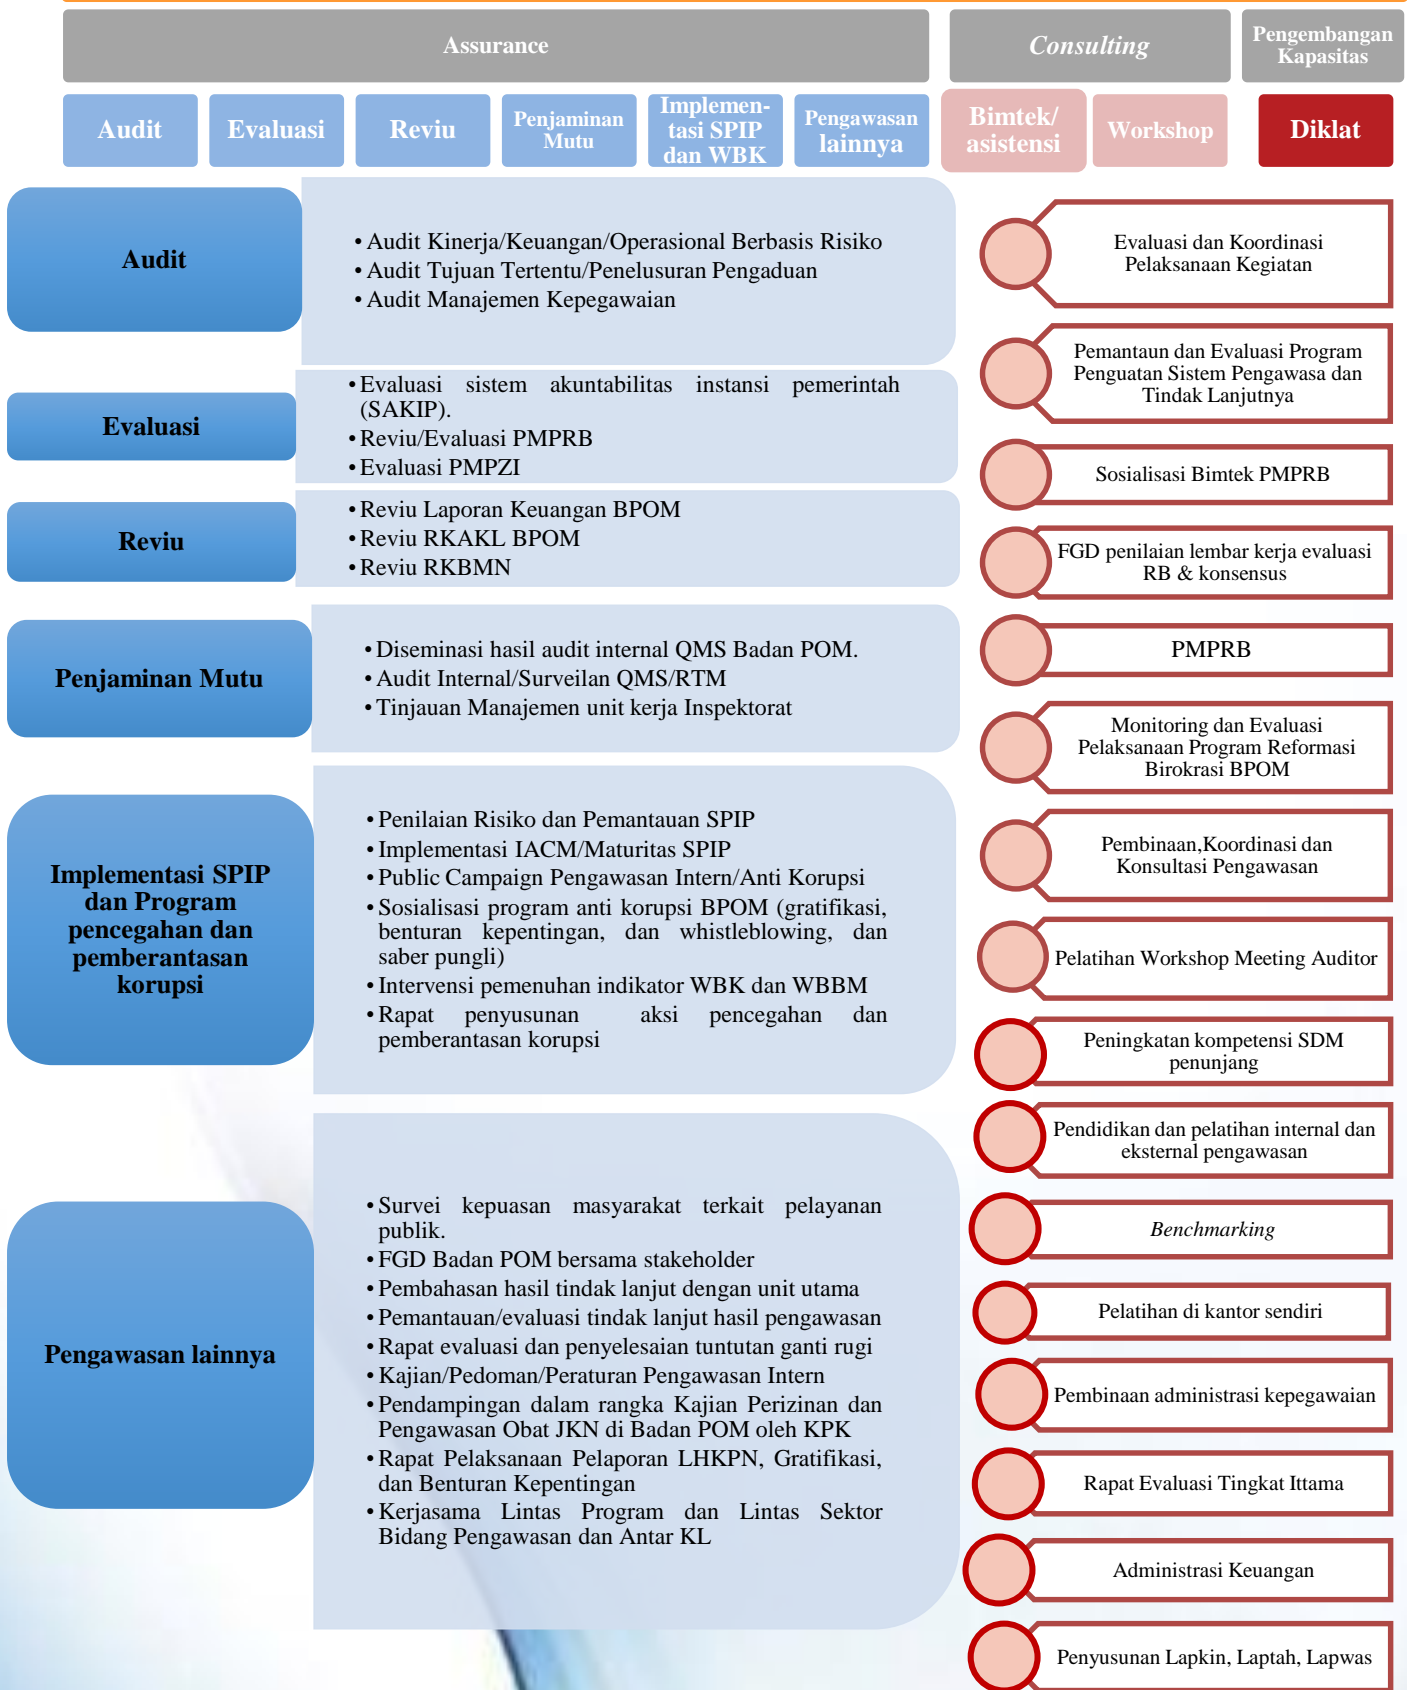 Assurance
Consulting
Pengembangan
Kapasitas
Audit
Evaluasi
Reviu
Penjaminan
Mutu
Implemen-
tasi SPIP
dan WBK
Pengawasan
lainnya
Bimtek/
asistensi
Workshop
Diklat
Audit
• Audit Kinerja/Keuangan/Operasional Berbasis Risiko
• Audit Tujuan Tertentu/Penelusuran Pengaduan
• Audit Manajemen Kepegawaian
Evaluasi
• Evaluasi sistem akuntabilitas instansi pemerintah
(SAKIP).
• Reviu/Evaluasi PMPRB
• Evaluasi PMPZI
Reviu
• Reviu Laporan Keuangan BPOM
• Reviu RKAKL BPOM
• Reviu RKBMN
Penjaminan Mutu
• Diseminasi hasil audit internal QMS Badan POM.
• Audit Internal/Surveilan QMS/RTM
• Tinjauan Manajemen unit kerja Inspektorat
Implementasi SPIP
dan Program
pencegahan dan
pemberantasan
korupsi
• Penilaian Risiko dan Pemantauan SPIP
• Implementasi IACM/Maturitas SPIP
• Public Campaign Pengawasan Intern/Anti Korupsi
• Sosialisasi program anti korupsi BPOM (gratifikasi,
benturan kepentingan, dan whistleblowing, dan
saber pungli)
• Intervensi pemenuhan indikator WBK dan WBBM
• Rapat penyusunan aksi pencegahan dan
pemberantasan korupsi
Pengawasan lainnya
• Survei kepuasan masyarakat terkait pelayanan
publik.
• FGD Badan POM bersama stakeholder
• Pembahasan hasil tindak lanjut dengan unit utama
• Pemantauan/evaluasi tindak lanjut hasil pengawasan
• Rapat evaluasi dan penyelesaian tuntutan ganti rugi
• Kajian/Pedoman/Peraturan Pengawasan Intern
• Pendampingan dalam rangka Kajian Perizinan dan
Pengawasan Obat JKN di Badan POM oleh KPK
• Rapat Pelaksanaan Pelaporan LHKPN, Gratifikasi,
dan Benturan Kepentingan
• Kerjasama Lintas Program dan Lintas Sektor
Bidang Pengawasan dan Antar KL
Evaluasi dan Koordinasi
Pelaksanaan Kegiatan
Pemantaun dan Evaluasi Program
Penguatan Sistem Pengawasa dan
Tindak Lanjutnya
Sosialisasi Bimtek PMPRB
FGD penilaian lembar kerja evaluasi
RB & konsensus
PMPRB
Monitoring dan Evaluasi
Pelaksanaan Program Reformasi
Birokrasi BPOM
Pembinaan,Koordinasi dan
Konsultasi Pengawasan
Pelatihan Workshop Meeting Auditor
Peningkatan kompetensi SDM
penunjang
Pendidikan dan pelatihan internal dan
eksternal pengawasan
Benchmarking
Pelatihan di kantor sendiri
Pembinaan administrasi kepegawaian
Rapat Evaluasi Tingkat Ittama
Administrasi Keuangan
Penyusunan Lapkin, Laptah, Lapwas